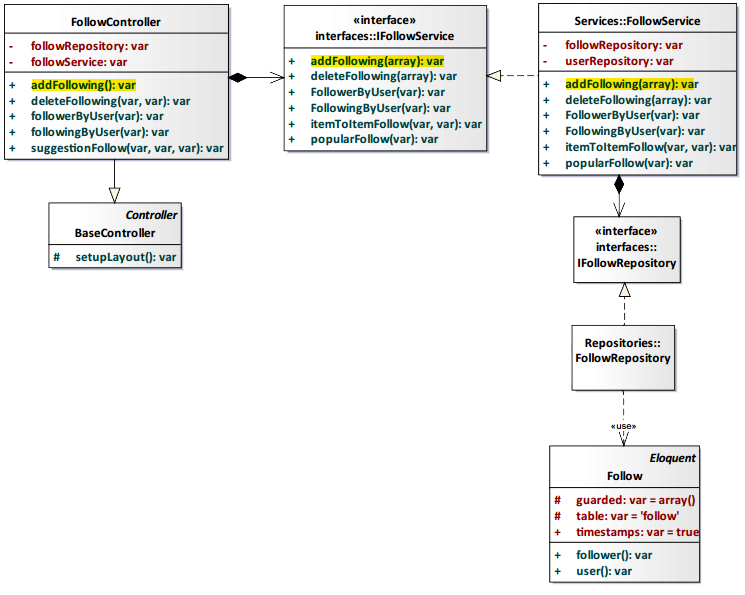 FollowController
- followRepository: var
- followService: var
+ addFollowing(): var
+ deleteFollowing(var, var): var
+ followerByUser(var): var
+ followingByUser(var): var
+ suggestionFollow(var, var, var): var
«interface»
interfaces::IFollowService
+ addFollowing(array): var
+ deleteFollowing(array): var
+ FollowerByUser(var): var
+ FollowingByUser(var): var
+ itemToItemFollow(var, var): var
+ popularFollow(var): var
Services::FollowService
- followRepository: var
- userRepository: var
+ addFollowing(array): var
+ deleteFollowing(array): var
+ FollowerByUser(var): var
+ FollowingByUser(var): var
+ itemToItemFollow(var, var): var
+ popularFollow(var): var
Controller
BaseController
# setupLayout(): var
«interface»
interfaces::
IFollowRepository
Repositories::
FollowRepository
«use»
Eloquent
Follow
# guarded: var = array()
# table: var = 'follow'
+ timestamps: var = true
+ follower(): var
+ user(): var